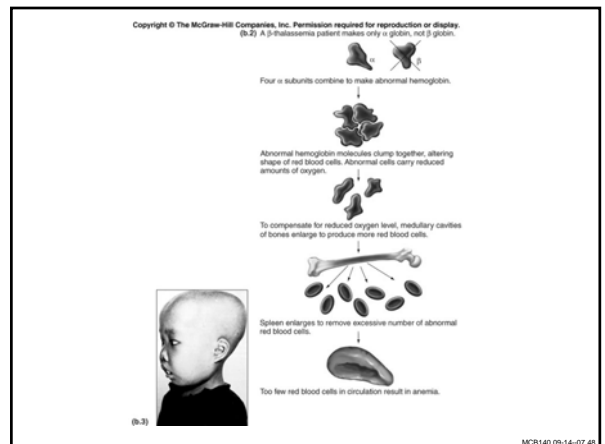 Copyright © The McGraw-Hill Companies, Inc. Permission required for reproduction or display.
(b.2) A β-thalassemia patient makes only α globin, not β globin.
α
β
Four α subunits combine to make abnormal hemoglobin.
Abnormal hemoglobin molecules clump together, altering
shape of red blood cells. Abnormal cells carry reduced
amounts of oxygen.
To compensate for reduced oxygen level, medullary cavities
of bones enlarge to produce more red blood cells.
Spleen enlarges to remove excessive number of abnormal
red blood cells.
Too few red blood cells in circulation result in anemia.
(b.3)
MCB140 09-14-07 48